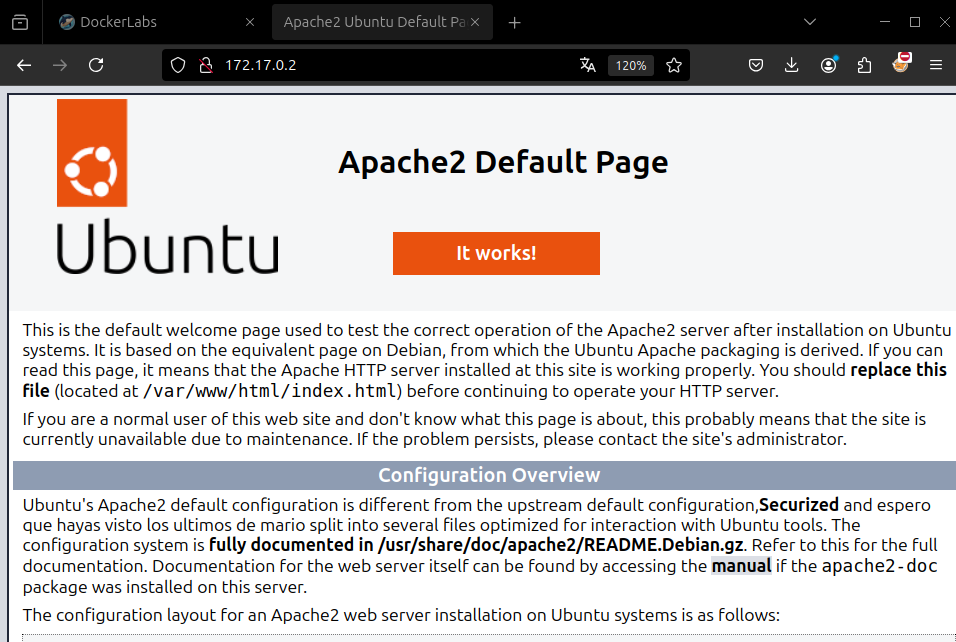 DockerLabs
Apache2 Ubuntu Default Pa
172.17.0.2
120%
Ubuntu
Apache2 Default Page
It works!
This is the default welcome page used to test the correct operation of the Apache2 server after installation on Ubuntu
systems. It is based on the equivalent page on Debian, from which the Ubuntu Apache packaging is derived. If you can
read this page, it means that the Apache HTTP server installed at this site is working properly. You should replace this
file (located at /var/www/html/index.html) before continuing to operate your HTTP server.
If you are a normal user of this web site and don't know what this page is about, this probably means that the site is
currently unavailable due to maintenance. If the problem persists, please contact the site's administrator.
Configuration Overview
Ubuntu's Apache2 default configuration is different from the upstream default configuration,Securized and espero
que hayas visto los ultimos de mario split into several files optimized for interaction with Ubuntu tools. The
configuration system is fully documented in /usr/share/doc/apache2/README.Debian.gz. Refer to this for the full
documentation. Documentation for the web server itself can be found by accessing the manual if the apache2-doc
package was installed on this server.
The configuration layout for an Apache2 web server installation on Ubuntu systems is as follows: